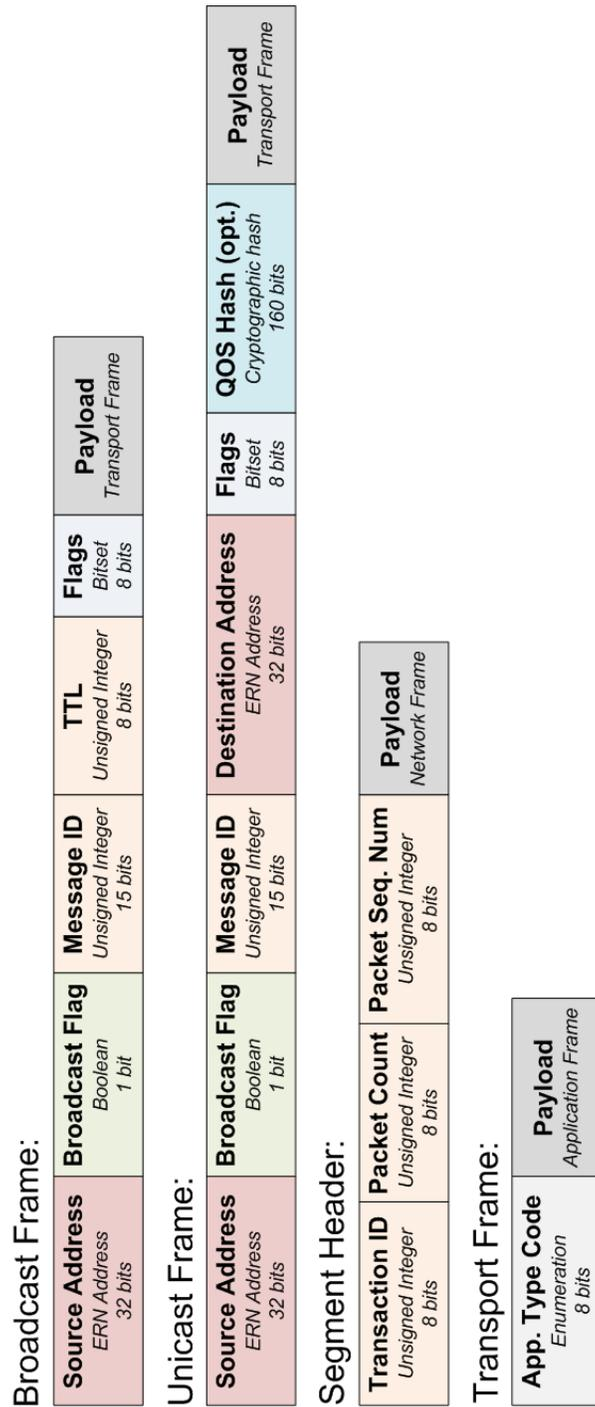 Broadcast Frame:
Source Address
ERN Address
32 bits
Broadcast Flag
Boolean
1 bit
Message ID
Unsigned Integer
15 bits
TTL
Unsigned Integer
8 bits
Flags
Bitset
8 bits
Payload
Transport Frame
Unicast Frame:
Source Address
ERN Address
32 bits
Broadcast Flag
Boolean
1 bit
Message ID
Unsigned Integer
15 bits
Destination Address
ERN Address
32 bits
Flags
Bitset
8 bits
QOS Hash (opt.)
Cryptographic hash
160 bits
Payload
Transport Frame
Segment Header:
Transaction ID
Unsigned Integer
8 bits
Packet Count
Unsigned Integer
8 bits
Packet Seq. Num
Unsigned Integer
8 bits
Payload
Network Frame
Transport Frame:
App. Type Code
Enumeration
8 bits
Payload
Application Frame